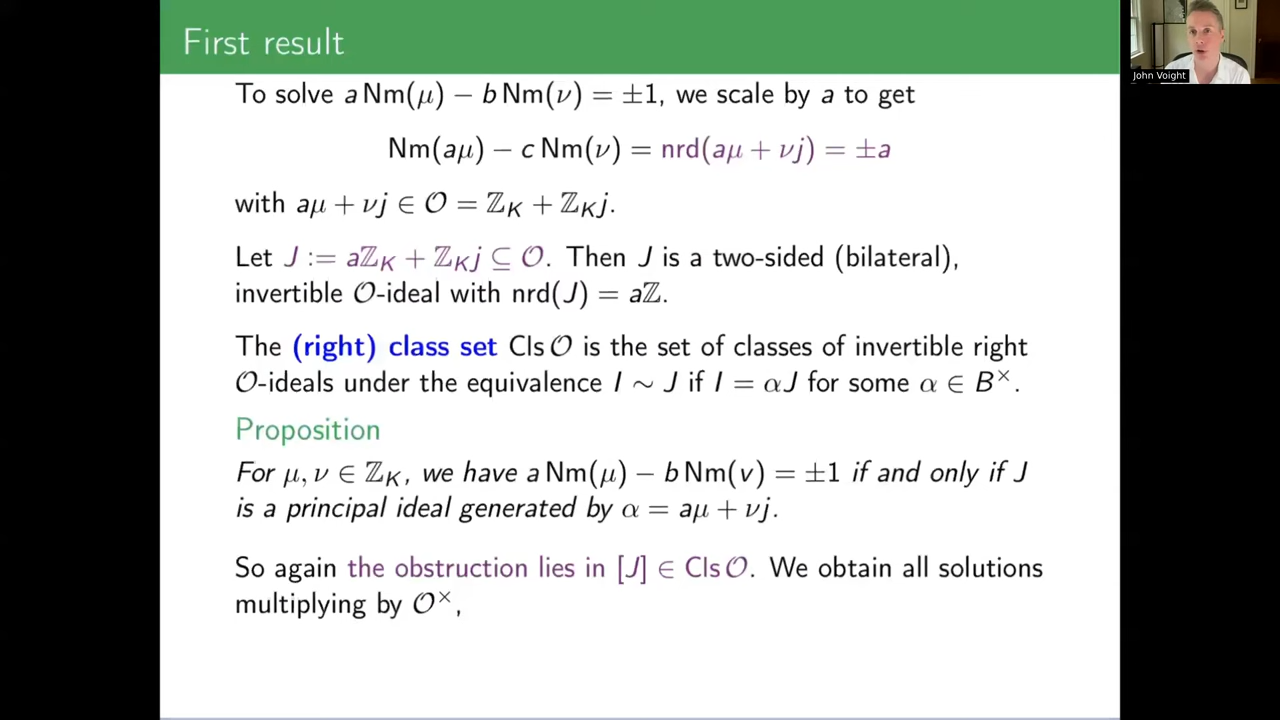 First result
John Voight
To solve a Nm(μ) − b Nm(ν) = ±1, we scale by a to get
Nm(aμ) − c Nm(ν) = nrd(aμ + νj) = ±a
with aμ + νj ∈ 𝒪 = ℤ_K + ℤ_K j.
Let J := aℤ_K + ℤ_K j ⊆ 𝒪. Then J is a two-sided (bilateral),
invertible 𝒪-ideal with nrd(J) = aℤ.
The (right) class set Cls 𝒪 is the set of classes of invertible right
𝒪-ideals under the equivalence I ∼ J if I = αJ for some α ∈ B^×.
Proposition
For μ, ν ∈ ℤ_K, we have a Nm(μ) − b Nm(v) = ±1 if and only if J
is a principal ideal generated by α = aμ + νj.
So again the obstruction lies in [J] ∈ Cls 𝒪. We obtain all solutions
multiplying by 𝒪^×,